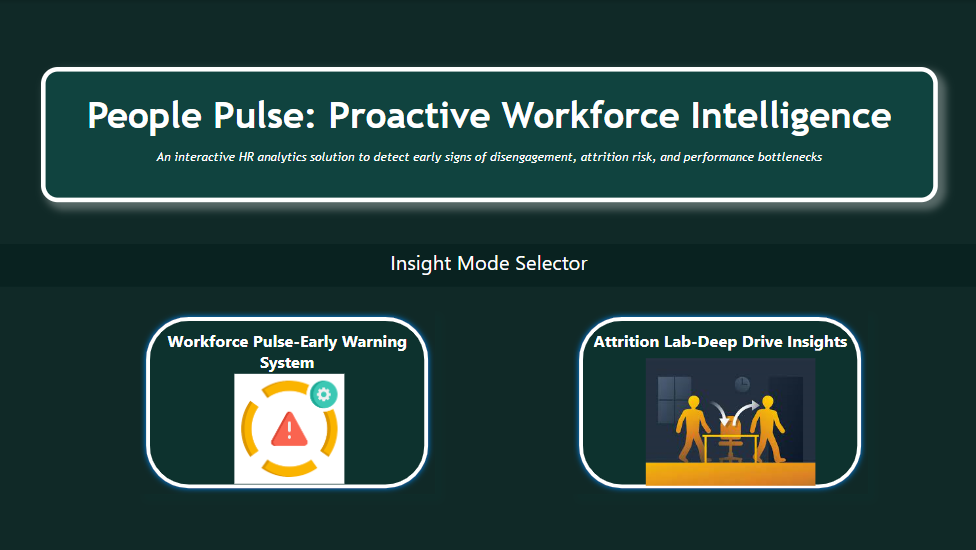 People Pulse: Proactive Workforce Intelligence
An interactive HR analytics solution to detect early signs of disengagement, attrition risk, and performance bottlenecks
Insight Mode Selector
Workforce Pulse-Early Warning
System
Attrition Lab-Deep Drive Insights